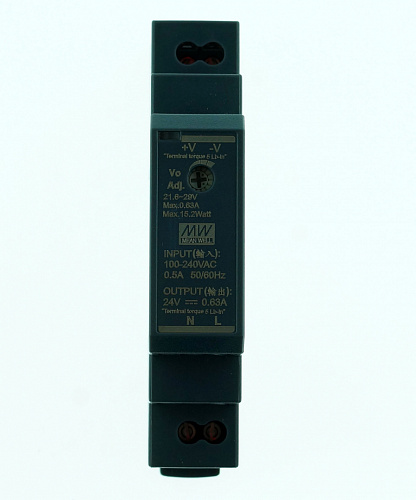 +V -V
"Terminal torque 5 Lb-In"
Vo
Adj.
21.6~29V
Max.0.63A
Max.15.2Watt
MW
MEAN WELL
INPUT(輸入):
100-240VAC
0.5A 50/60Hz
OUTPUT(輸出):
24V ⎓ 0.63A
"Terminal torque 5 Lb-In"
N L